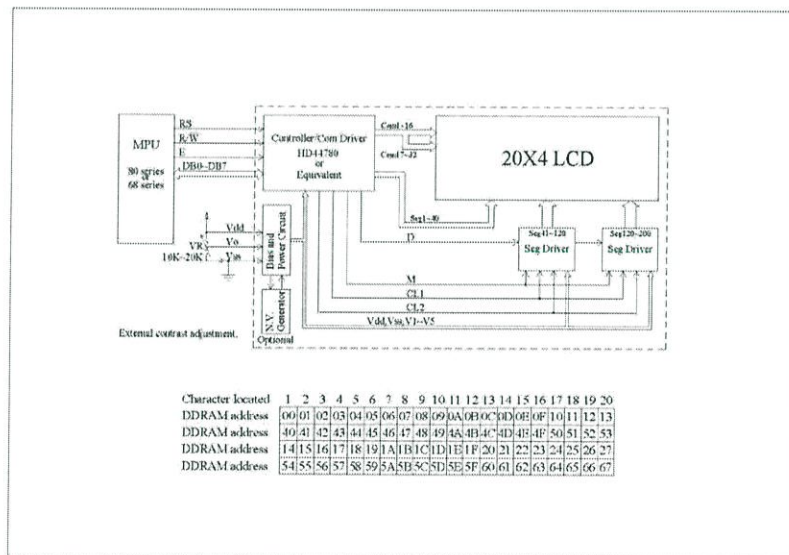 MPU
80 series
or
68 series
RS
R/W
E
DB0~DB7
Controller/Com Driver
HD44780
or
Equivalent
Com1~16
Com17~32
20X4 LCD
Seg1~40
D
Seg41~120
Seg Driver
Seg120~200
Seg Driver
Vdd
Vo
Vss
VR
10K~20K
Bias and
Power Circuit
N.V.
Generator
Optional
M
CL1
CL2
Vdd,Vss,V1~V5
External contrast adjustment.
Character located 1 2 3 4 5 6 7 8 9 10 11 12 13 14 15 16 17 18 19 20
DDRAM address 00 01 02 03 04 05 06 07 08 09 0A 0B 0C 0D 0E 0F 10 11 12 13
DDRAM address 40 41 42 43 44 45 46 47 48 49 4A 4B 4C 4D 4E 4F 50 51 52 53
DDRAM address 14 15 16 17 18 19 1A 1B 1C 1D 1E 1F 20 21 22 23 24 25 26 27
DDRAM address 54 55 56 57 58 59 5A 5B 5C 5D 5E 5F 60 61 62 63 64 65 66 67